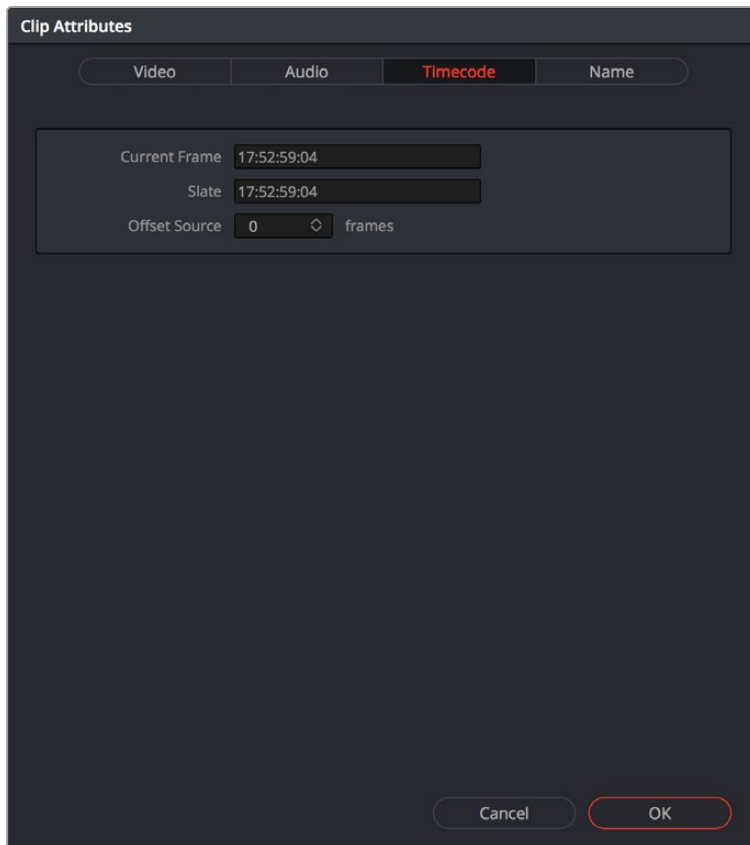 Clip Attributes
Video Audio Timecode Name
Current Frame 17:52:59:04
Slate 17:52:59:04
Offset Source 0 frames
Cancel OK